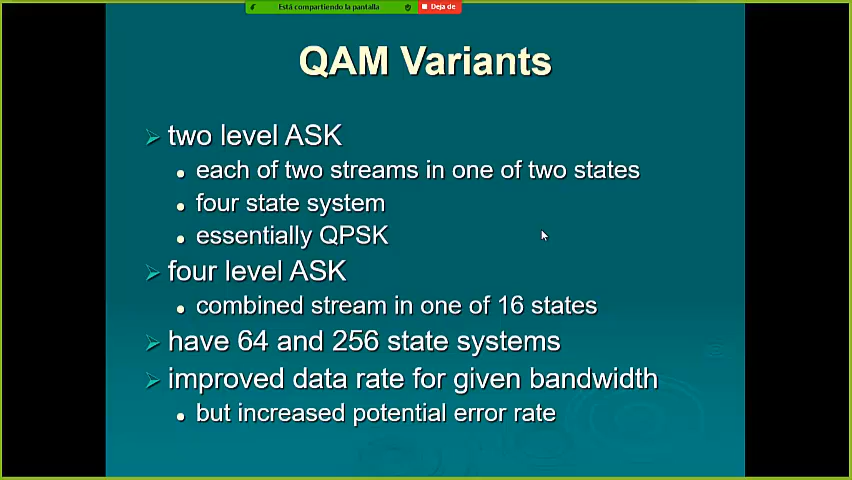 Está compartiendo la pantalla
Deja de
QAM Variants
two level ASK
each of two streams in one of two states
four state system
essentially QPSK
four level ASK
combined stream in one of 16 states
have 64 and 256 state systems
improved data rate for given bandwidth
but increased potential error rate